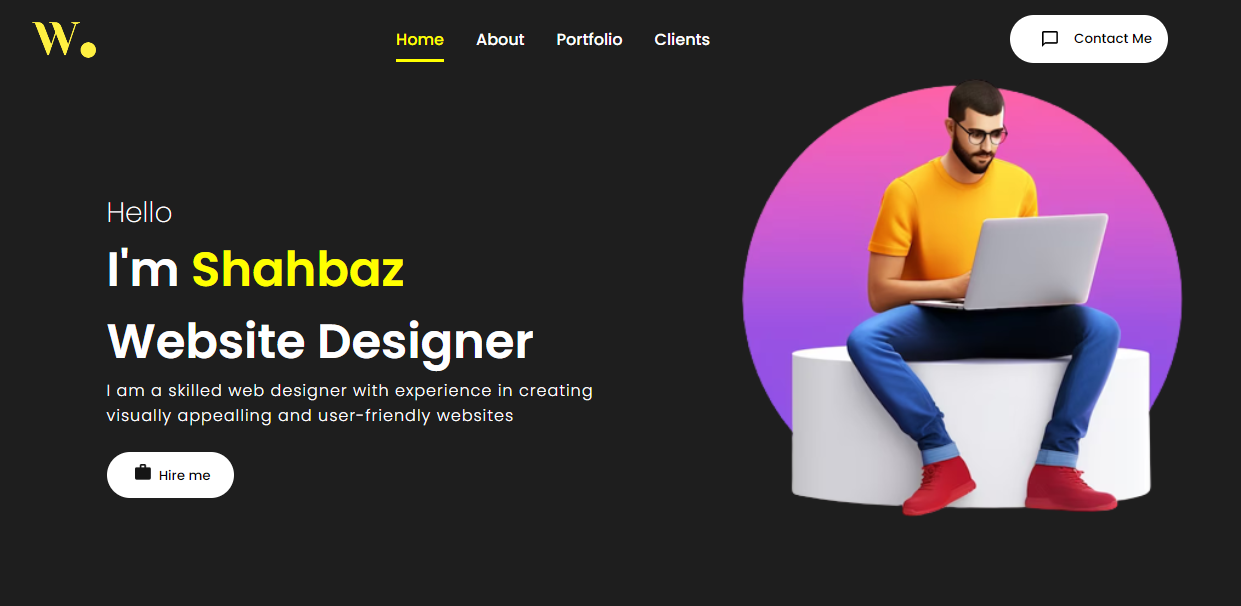 W.
Home About Portfolio Clients
Contact Me
Hello
I'm Shahbaz
Website Designer
I am a skilled web designer with experience in creating
visually appealling and user-friendly websites
Hire me